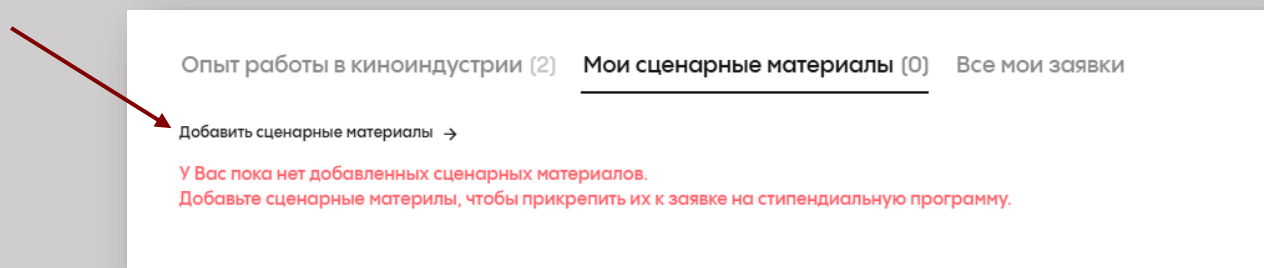 Опыт работы в киноиндустрии (2) Мои сценарные материалы (0) Все мои заявки
Добавить сценарные материалы →
У Вас пока нет добавленных сценарных материалов.
Добавьте сценарные материлы, чтобы прикрепить их к заявке на стипендиальную программу.